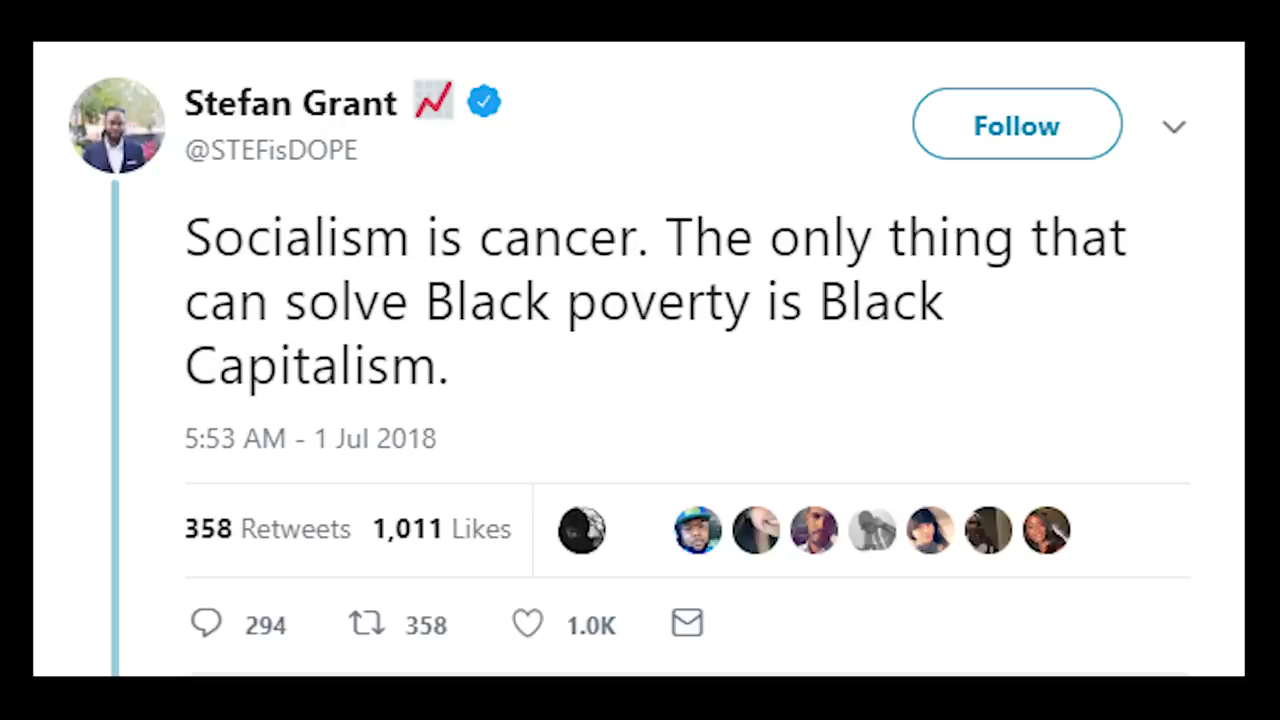 Stefan Grant
@STEFisDOPE
Follow
Socialism is cancer. The only thing that
can solve Black poverty is Black
Capitalism.
5:53 AM - 1 Jul 2018
358 Retweets 1,011 Likes
294 358 1.0K